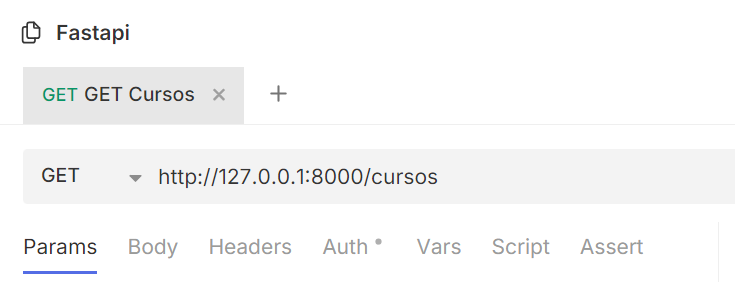 Fastapi
GET GET Cursos ×
+
GET http://127.0.0.1:8000/cursos
Params Body Headers Auth Vars Script Assert